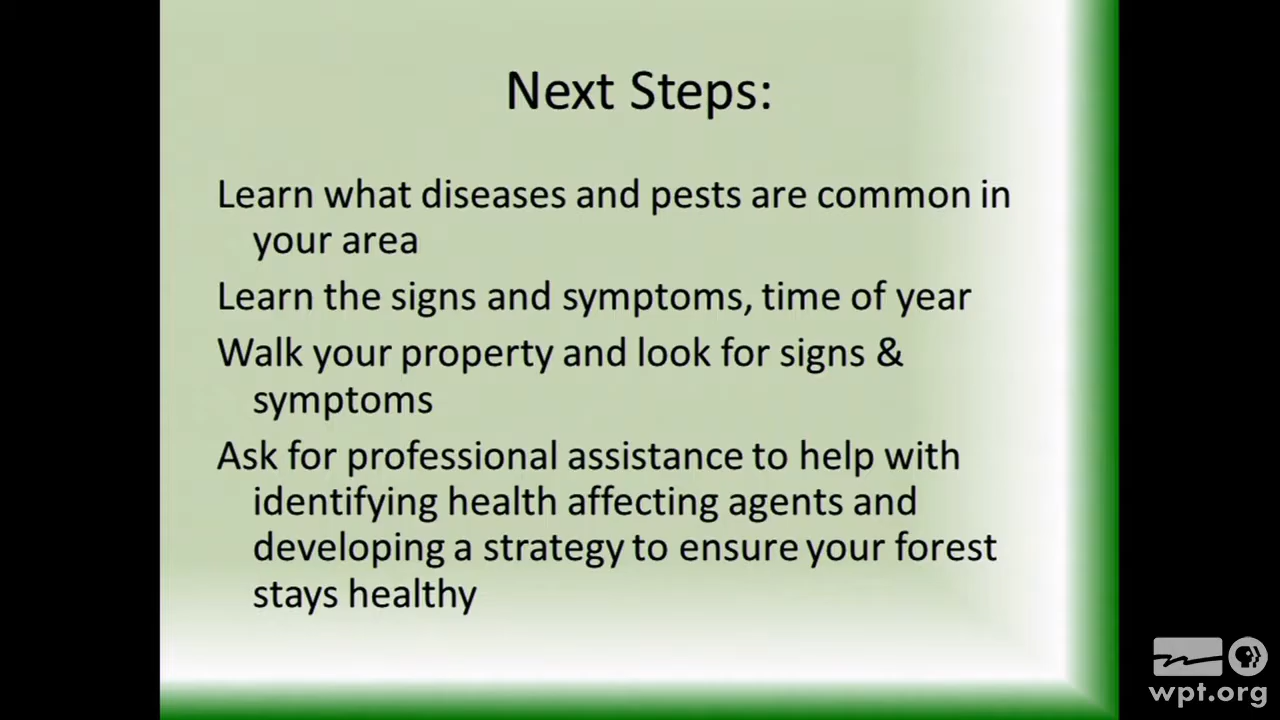 Next Steps:
Learn what diseases and pests are common in
your area
Learn the signs and symptoms, time of year
Walk your property and look for signs &
symptoms
Ask for professional assistance to help with
identifying health affecting agents and
developing a strategy to ensure your forest
stays healthy
wpt.org